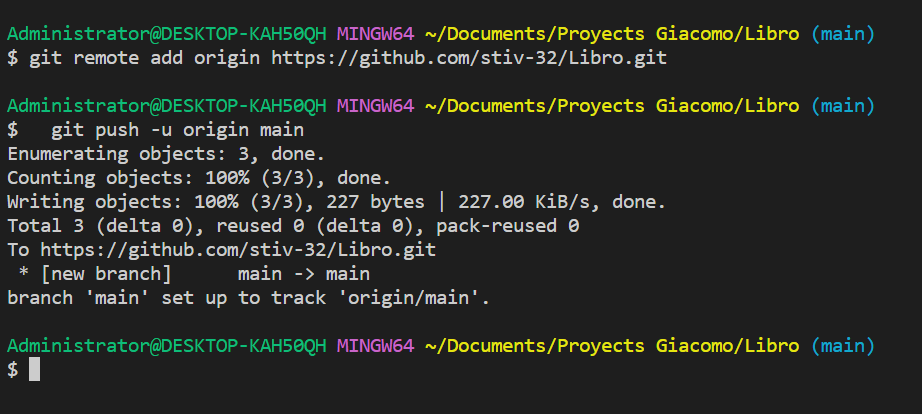 Administrator@DESKTOP-KAH50QH MINGW64 ~/Documents/Proyects Giacomo/Libro (main)
$ git remote add origin https://github.com/stiv-32/Libro.git
Administrator@DESKTOP-KAH50QH MINGW64 ~/Documents/Proyects Giacomo/Libro (main)
$   git push -u origin main
Enumerating objects: 3, done.
Counting objects: 100% (3/3), done.
Writing objects: 100% (3/3), 227 bytes | 227.00 KiB/s, done.
Total 3 (delta 0), reused 0 (delta 0), pack-reused 0
To https://github.com/stiv-32/Libro.git
 * [new branch]      main -> main
branch 'main' set up to track 'origin/main'.
Administrator@DESKTOP-KAH50QH MINGW64 ~/Documents/Proyects Giacomo/Libro (main)
$